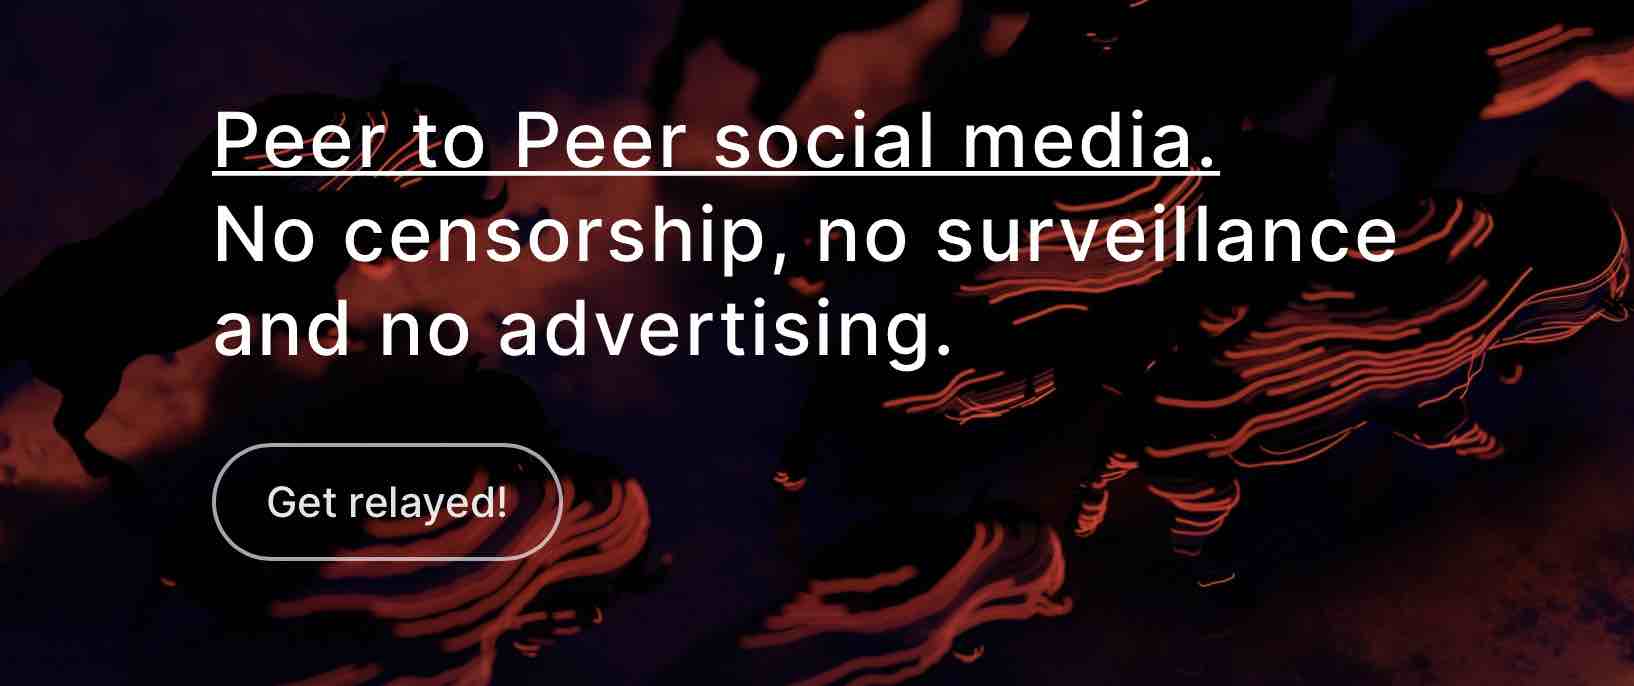 Peer to Peer social media.
No censorship, no surveillance
and no advertising.
Get relayed!